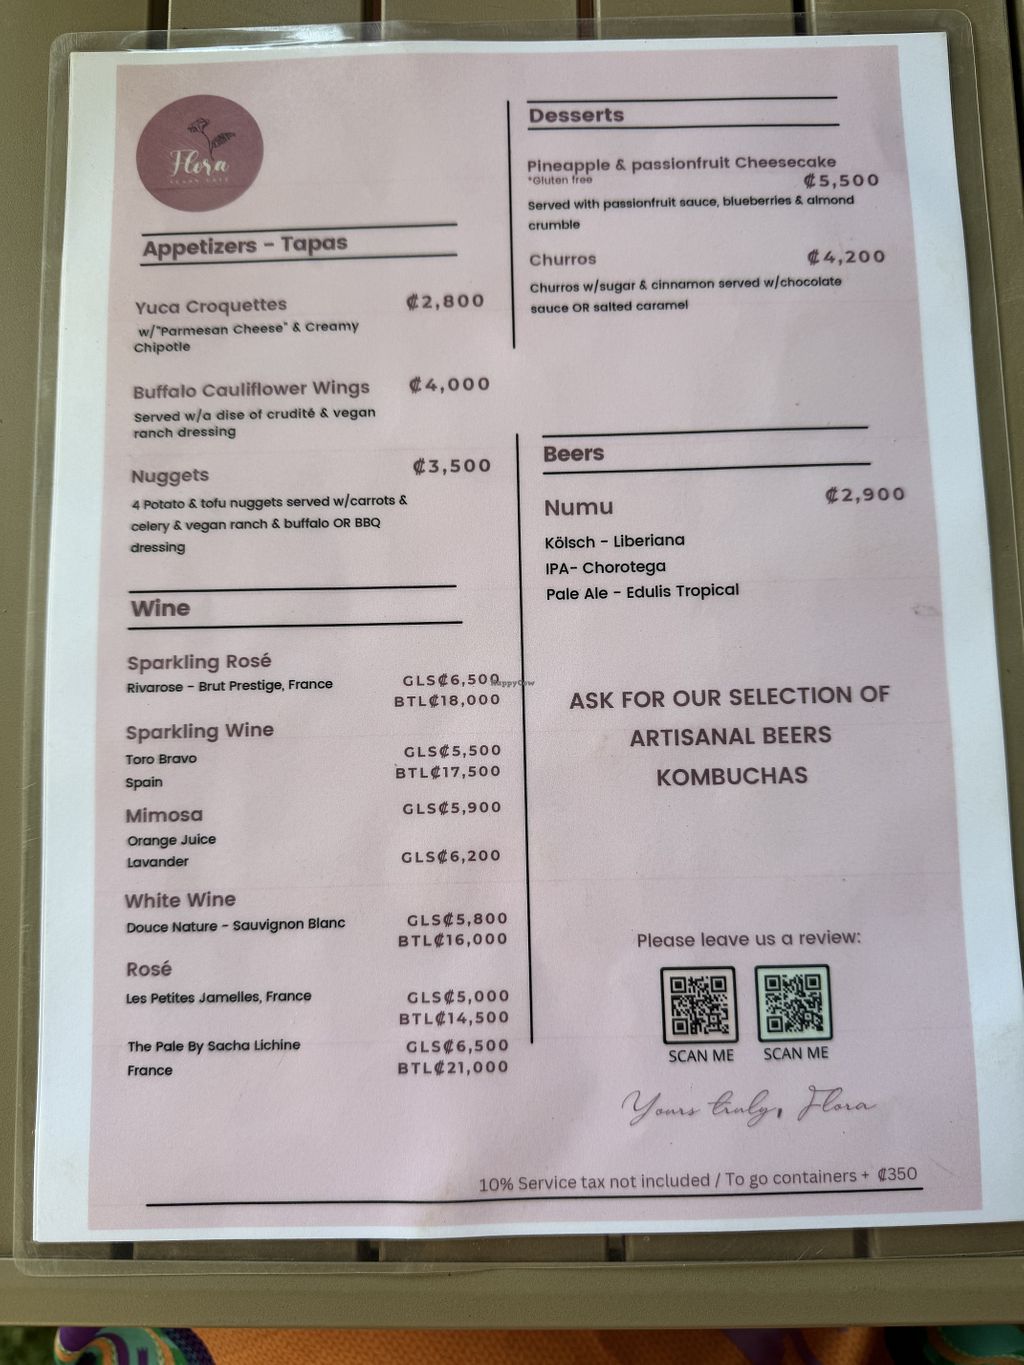 Flora
Appetizers - Tapas
Yuca Croquettes ₡2,800
w/"Parmesan Cheese" & Creamy
Chipotle
Buffalo Cauliflower Wings ₡4,000
Served w/a dise of crudité & vegan
ranch dressing
Nuggets ₡3,500
4 Potato & tofu nuggets served w/carrots &
celery & vegan ranch & buffalo OR BBQ
dressing
Wine
Sparkling Rosé
Rivarose - Brut Prestige, France GLS₡6,500
BTL₡18,000
Sparkling Wine
Toro Bravo GLS₡5,500
Spain BTL₡17,500
Mimosa GLS₡5,900
Orange Juice
Lavander GLS₡6,200
White Wine
Douce Nature - Sauvignon Blanc GLS₡5,800
BTL₡16,000
Rosé
Les Petites Jamelles, France GLS₡5,000
BTL₡14,500
The Pale By Sacha Lichine GLS₡6,500
France BTL₡21,000
Desserts
Pineapple & passionfruit Cheesecake
*Gluten free ₡5,500
Served with passionfruit sauce, blueberries & almond
crumble
Churros ₡4,200
Churros w/sugar & cinnamon served w/chocolate
sauce OR salted caramel
Beers
Numu ₡2,900
Kölsch - Liberiana
IPA- Chorotega
Pale Ale - Edulis Tropical
HappyCow
ASK FOR OUR SELECTION OF
ARTISANAL BEERS
KOMBUCHAS
Please leave us a review:
SCAN ME SCAN ME
Yours truly, Flora
10% Service tax not included / To go containers + ₡350